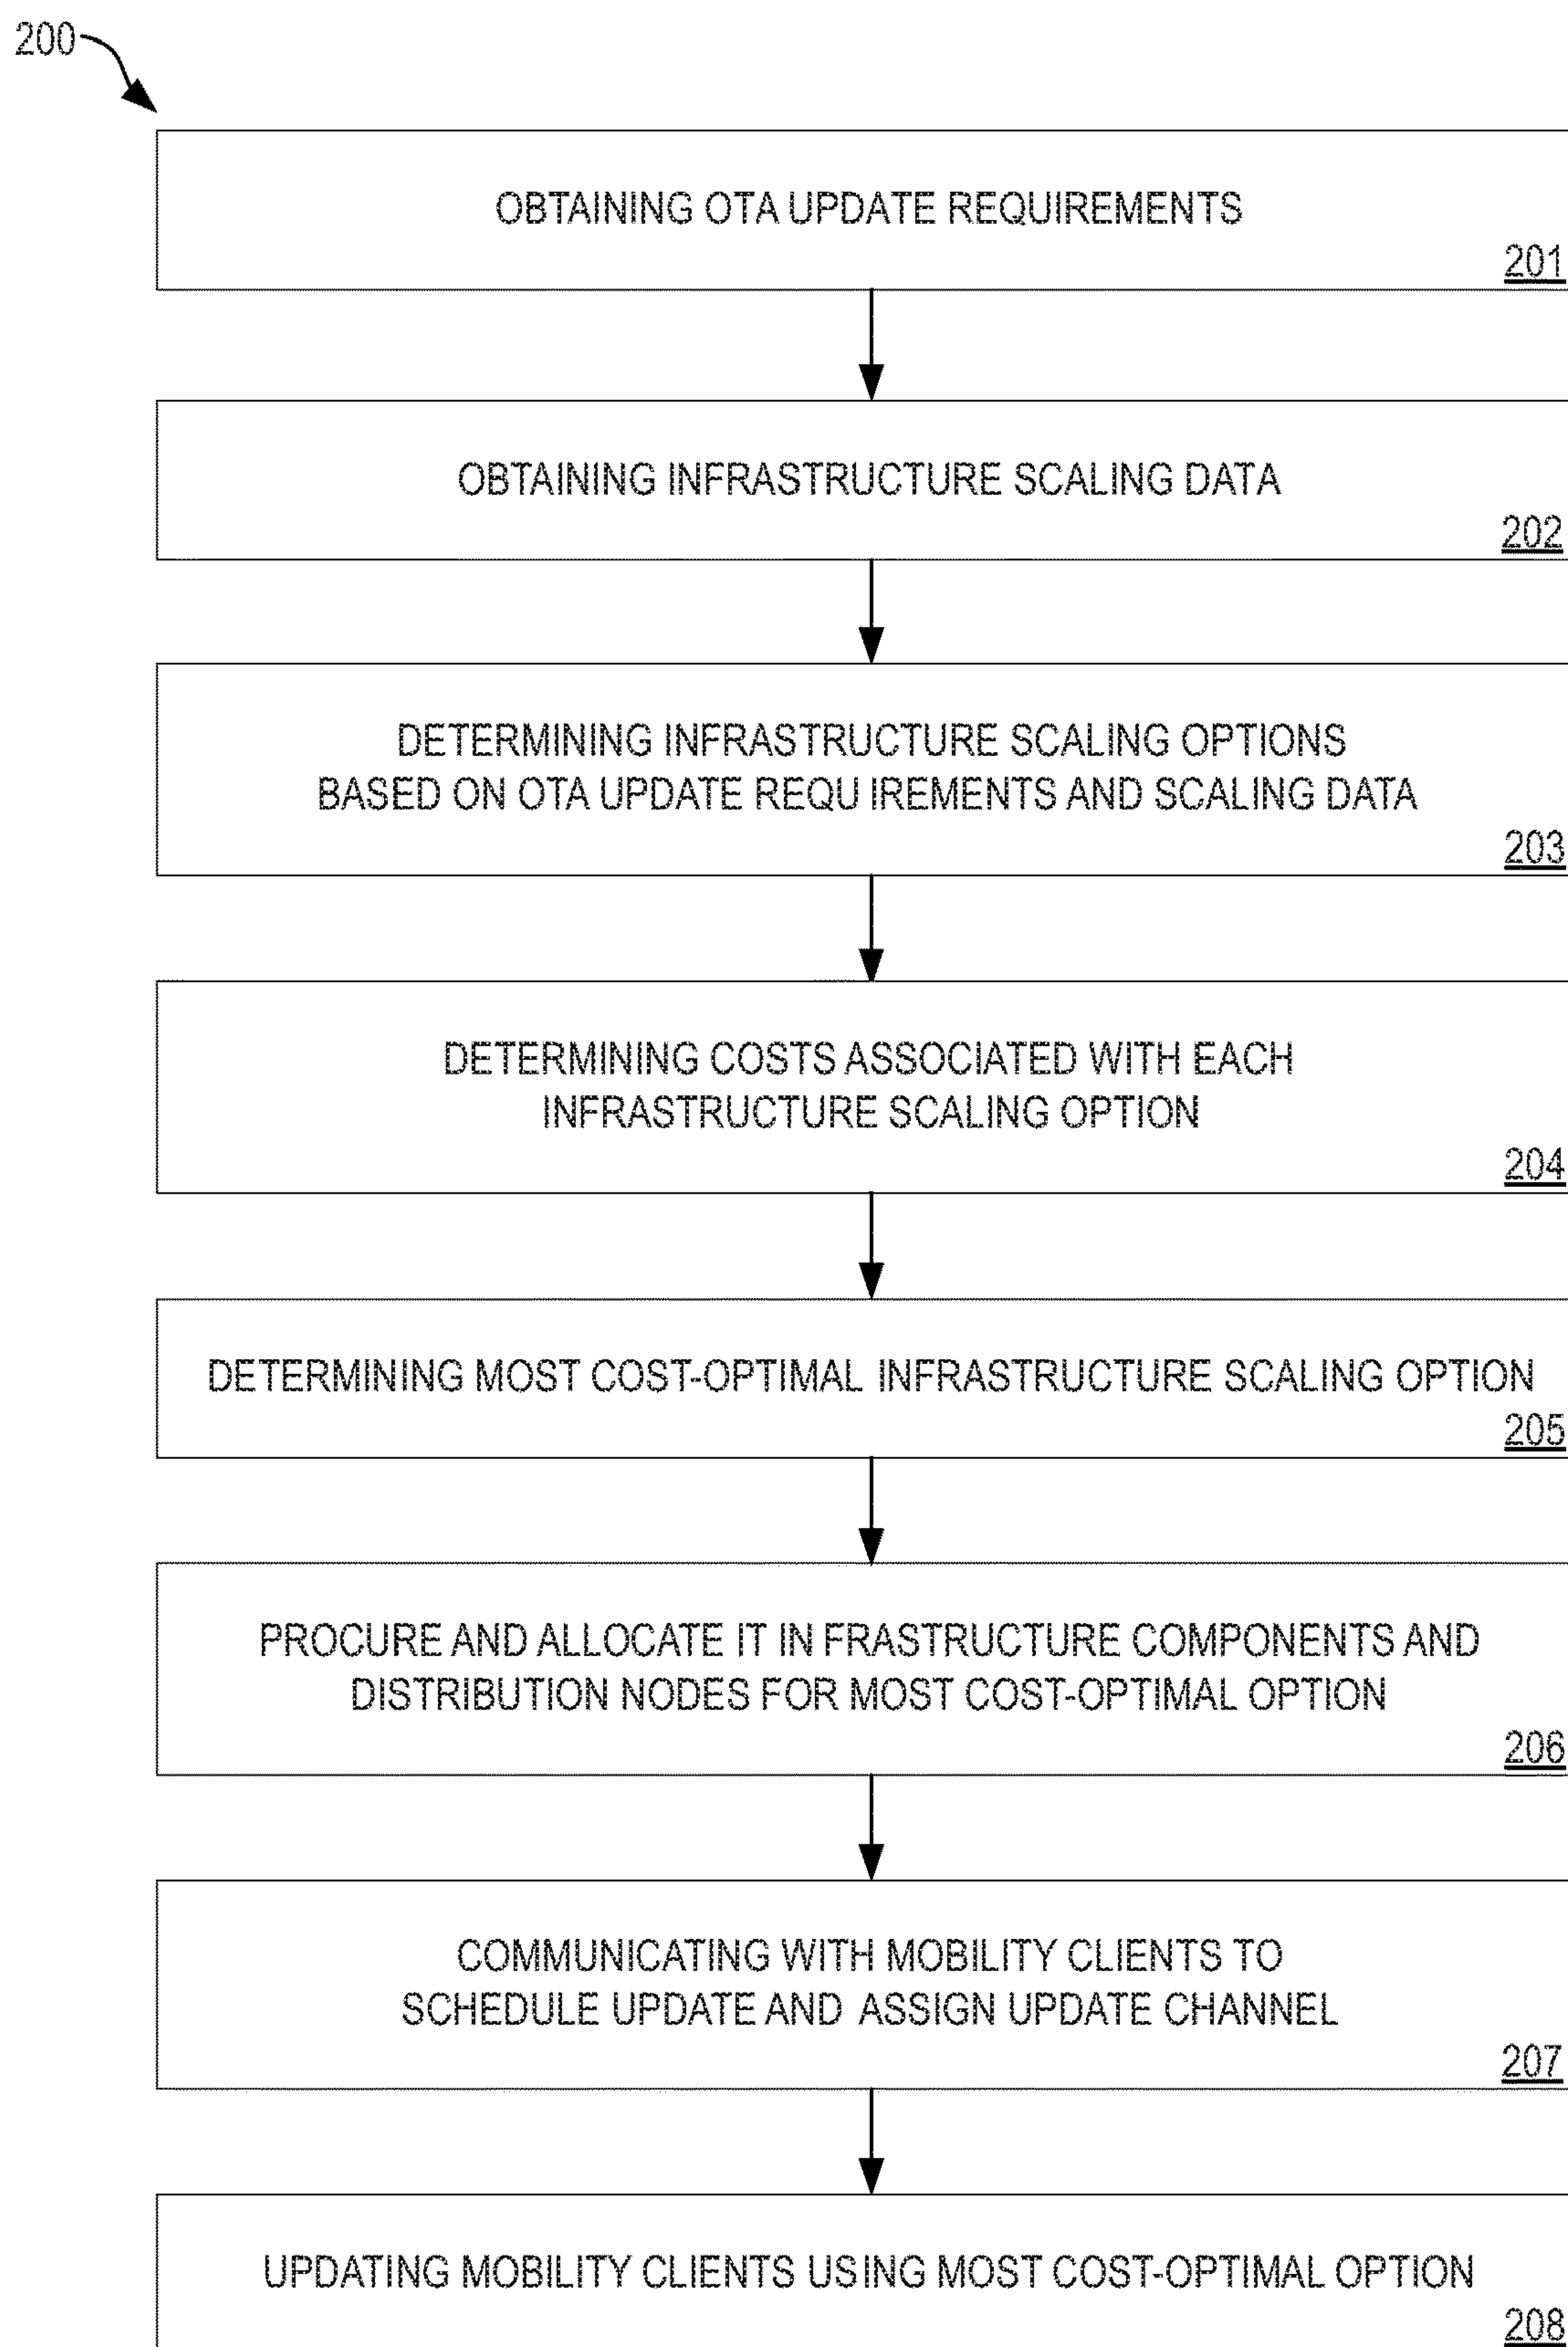 200
OBTAINING OTA UPDATE REQUIREMENTS
201
OBTAINING INFRASTRUCTURE SCALING DATA
202
DETERMINING INFRASTRUCTURE SCALING OPTIONS
BASED ON OTA UPDATE REQU IREMENTS AND SCALING DATA
203
DETERMINING COSTS ASSOCIATED WITH EACH
INFRASTRUCTURE SCALING OPTION
204
DETERMINING MOST COST-OPTIMAL INFRASTRUCTURE SCALING OPTION
205
PROCURE AND ALLOCATE IT IN FRASTRUCTURE COMPONENTS AND
DISTRIBUTION NODES FOR MOST COST-OPTIMAL OPTION
206
COMMUNICATING WITH MOBILITY CLIENTS TO
SCHEDULE UPDATE AND ASSIGN UPDATE CHANNEL
207
UPDATING MOBILITY CLIENTS USING MOST COST-OPTIMAL OPTION
208